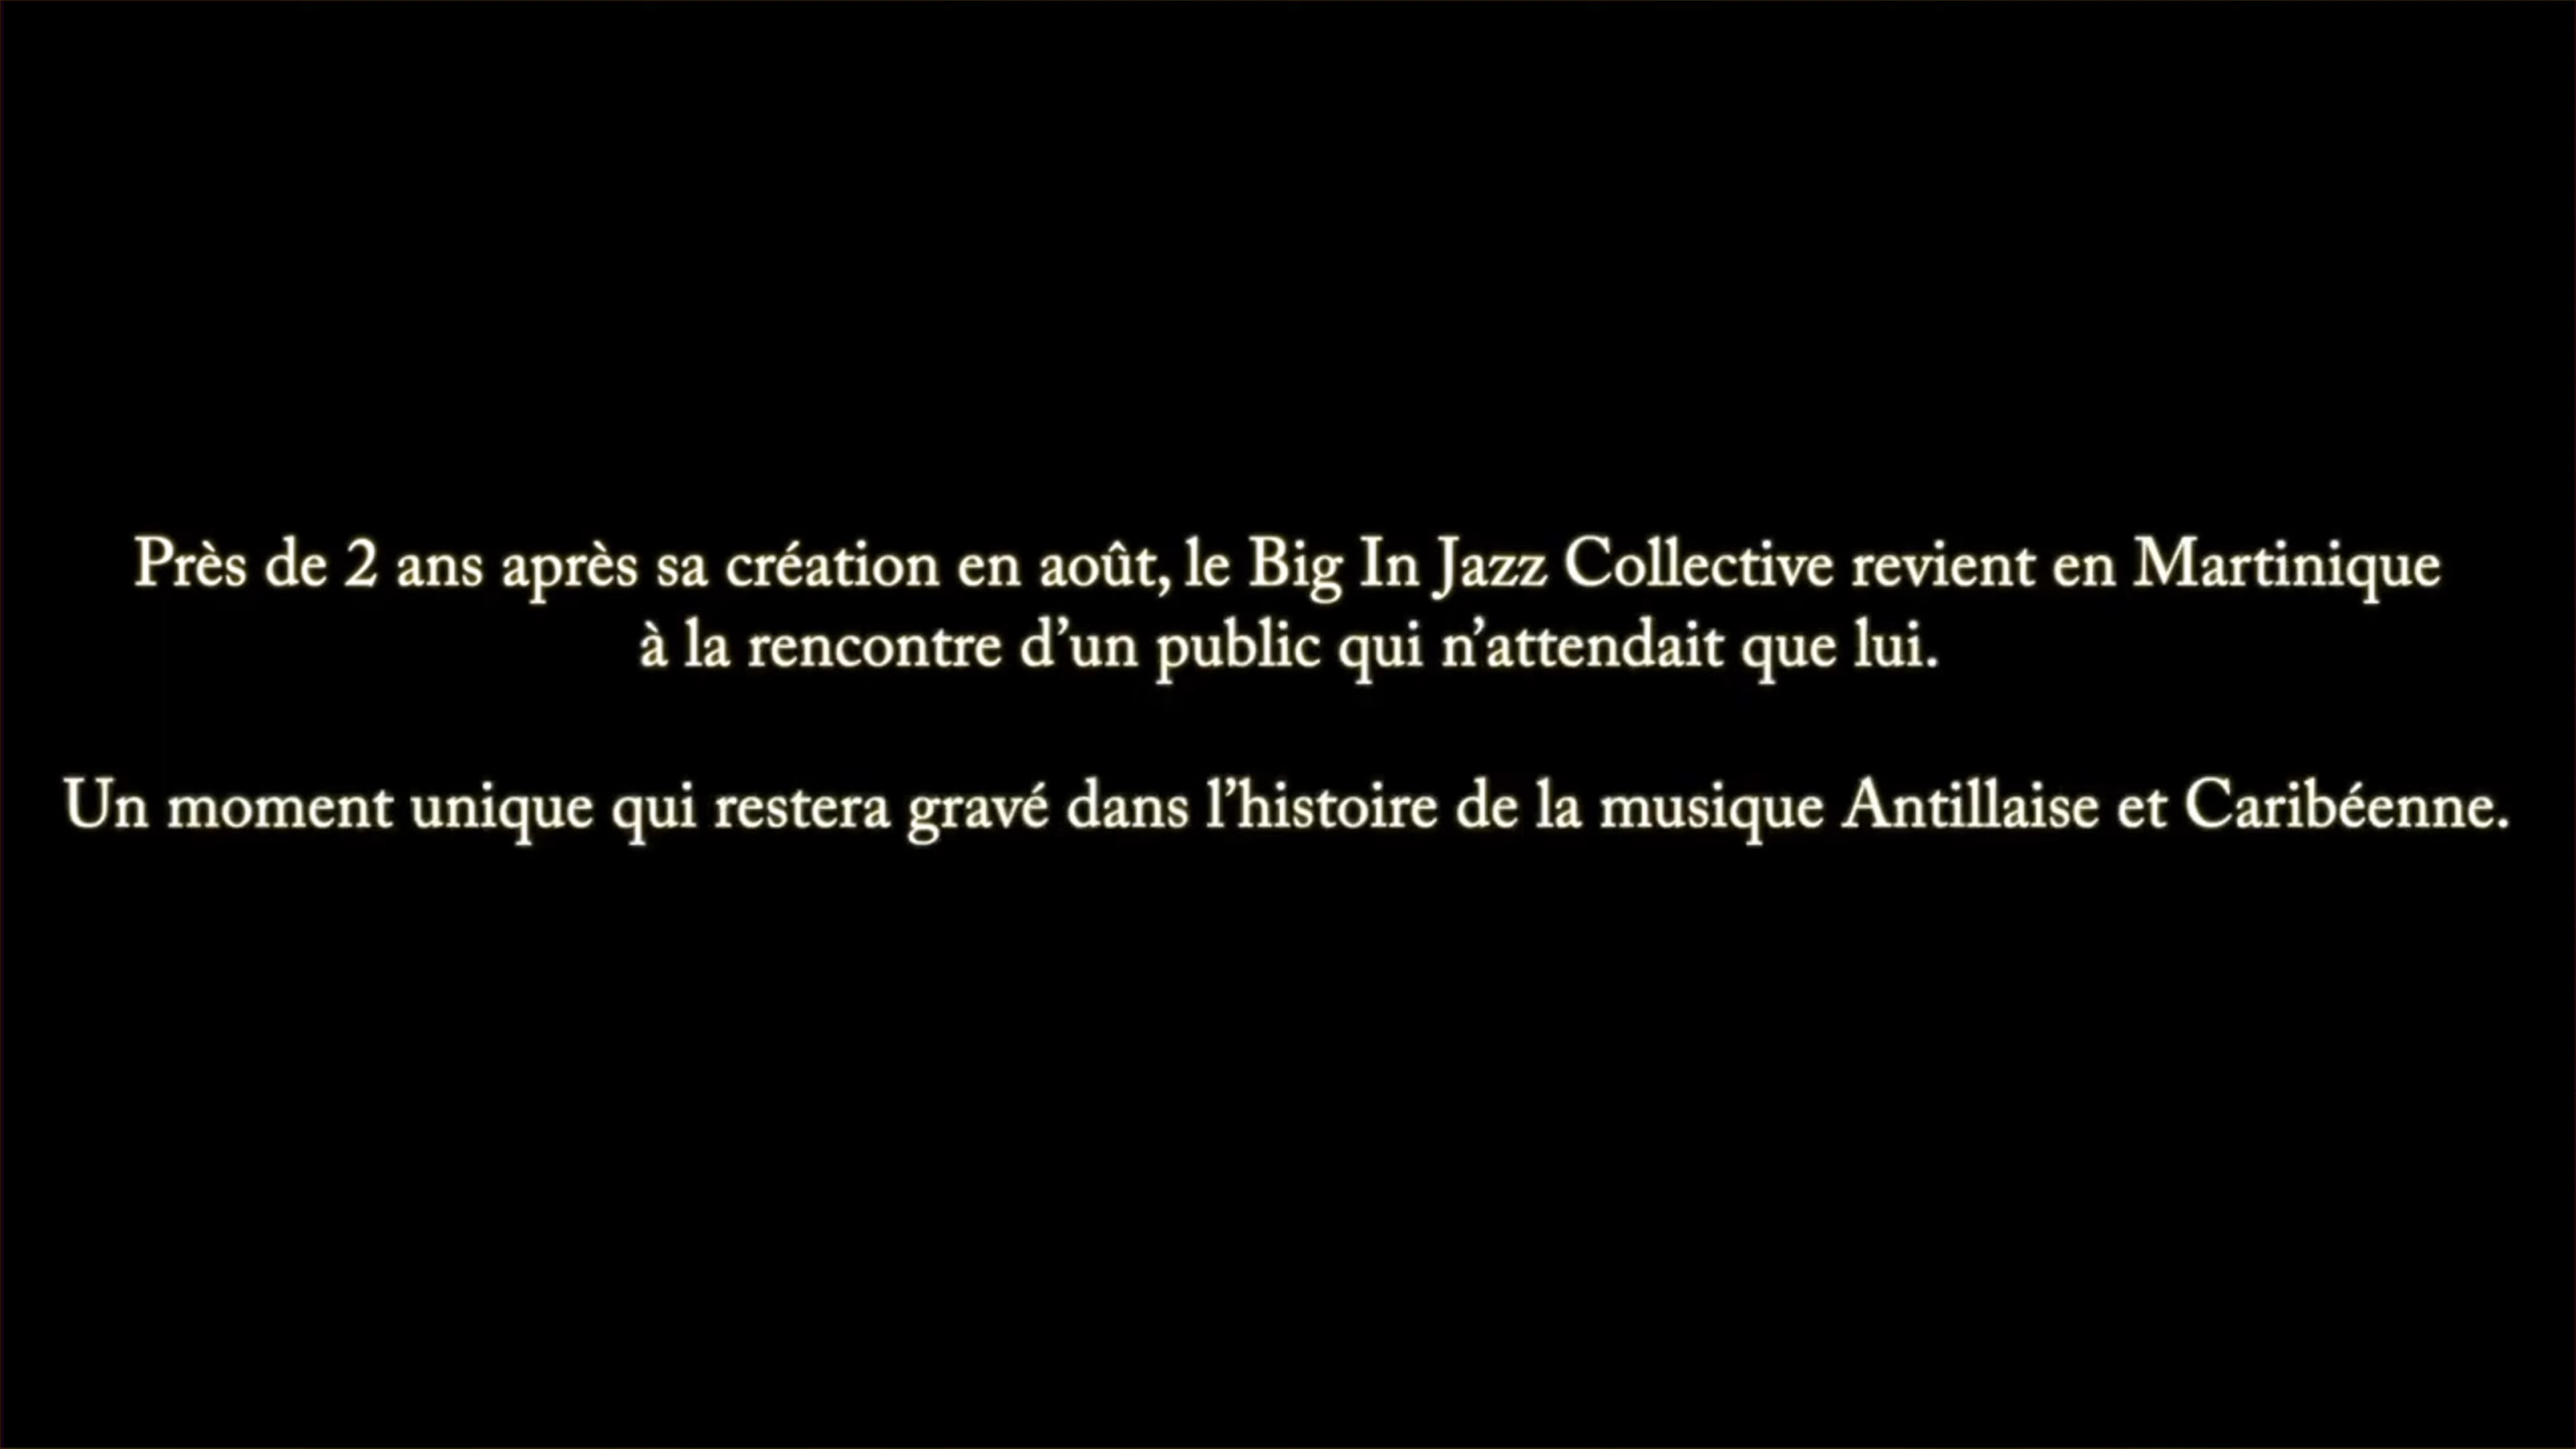 Près de 2 ans après sa création en août, le Big In Jazz Collective revient en Martinique
à la rencontre d’un public qui n’attendait que lui.
Un moment unique qui restera gravé dans l’histoire de la musique Antillaise et Caribéenne.